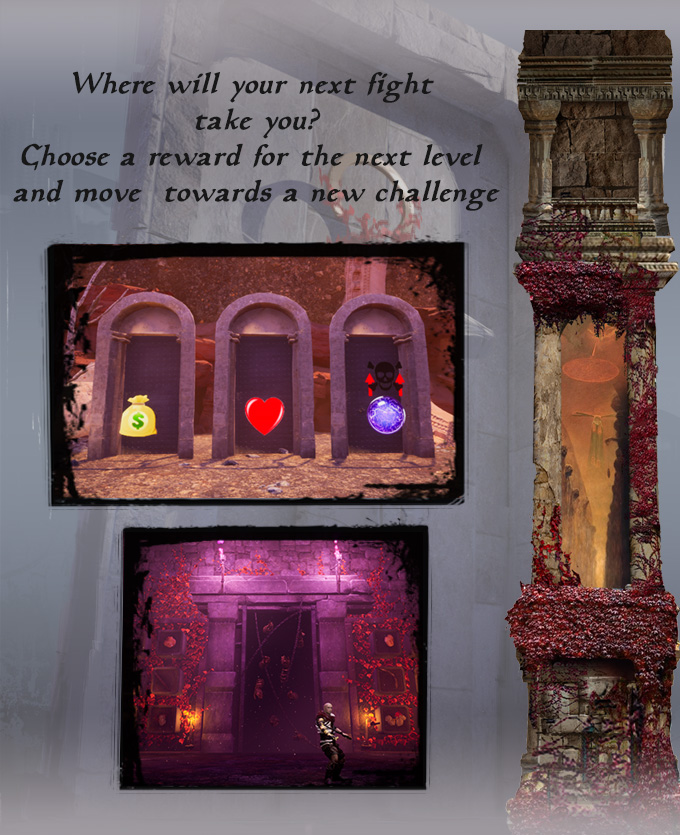 Where will your next fight
take you?
Choose a reward for the next level
and move towards a new challenge
$